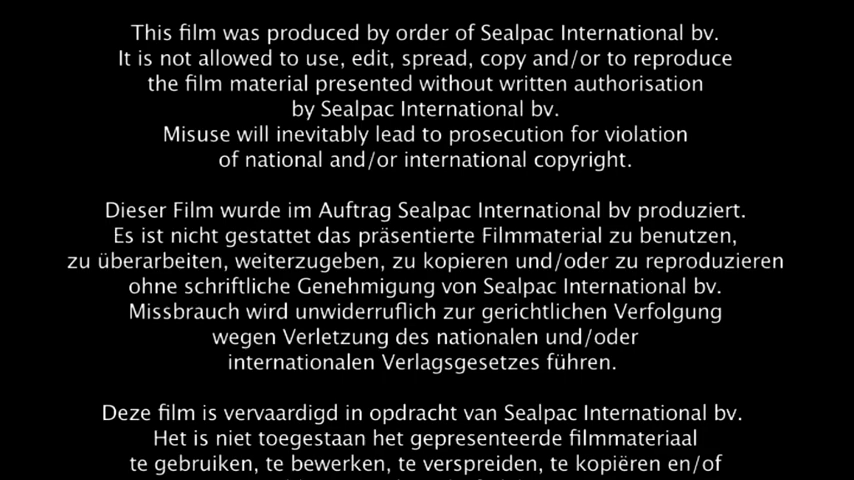 This film was produced by order of Sealpac International bv.
It is not allowed to use, edit, spread, copy and/or to reproduce
the film material presented without written authorisation
by Sealpac International bv.
Misuse will inevitably lead to prosecution for violation
of national and/or international copyright.
Dieser Film wurde im Auftrag Sealpac International bv produziert.
Es ist nicht gestattet das präsentierte Filmmaterial zu benutzen,
zu überarbeiten, weiterzugeben, zu kopieren und/oder zu reproduzieren
ohne schriftliche Genehmigung von Sealpac International bv.
Missbrauch wird unwiderruflich zur gerichtlichen Verfolgung
wegen Verletzung des nationalen und/oder
internationalen Verlagsgesetzes führen.
Deze film is vervaardigd in opdracht van Sealpac International bv.
Het is niet toegestaan het gepresenteerde filmmateriaal
te gebruiken, te bewerken, te verspreiden, te kopiëren en/of